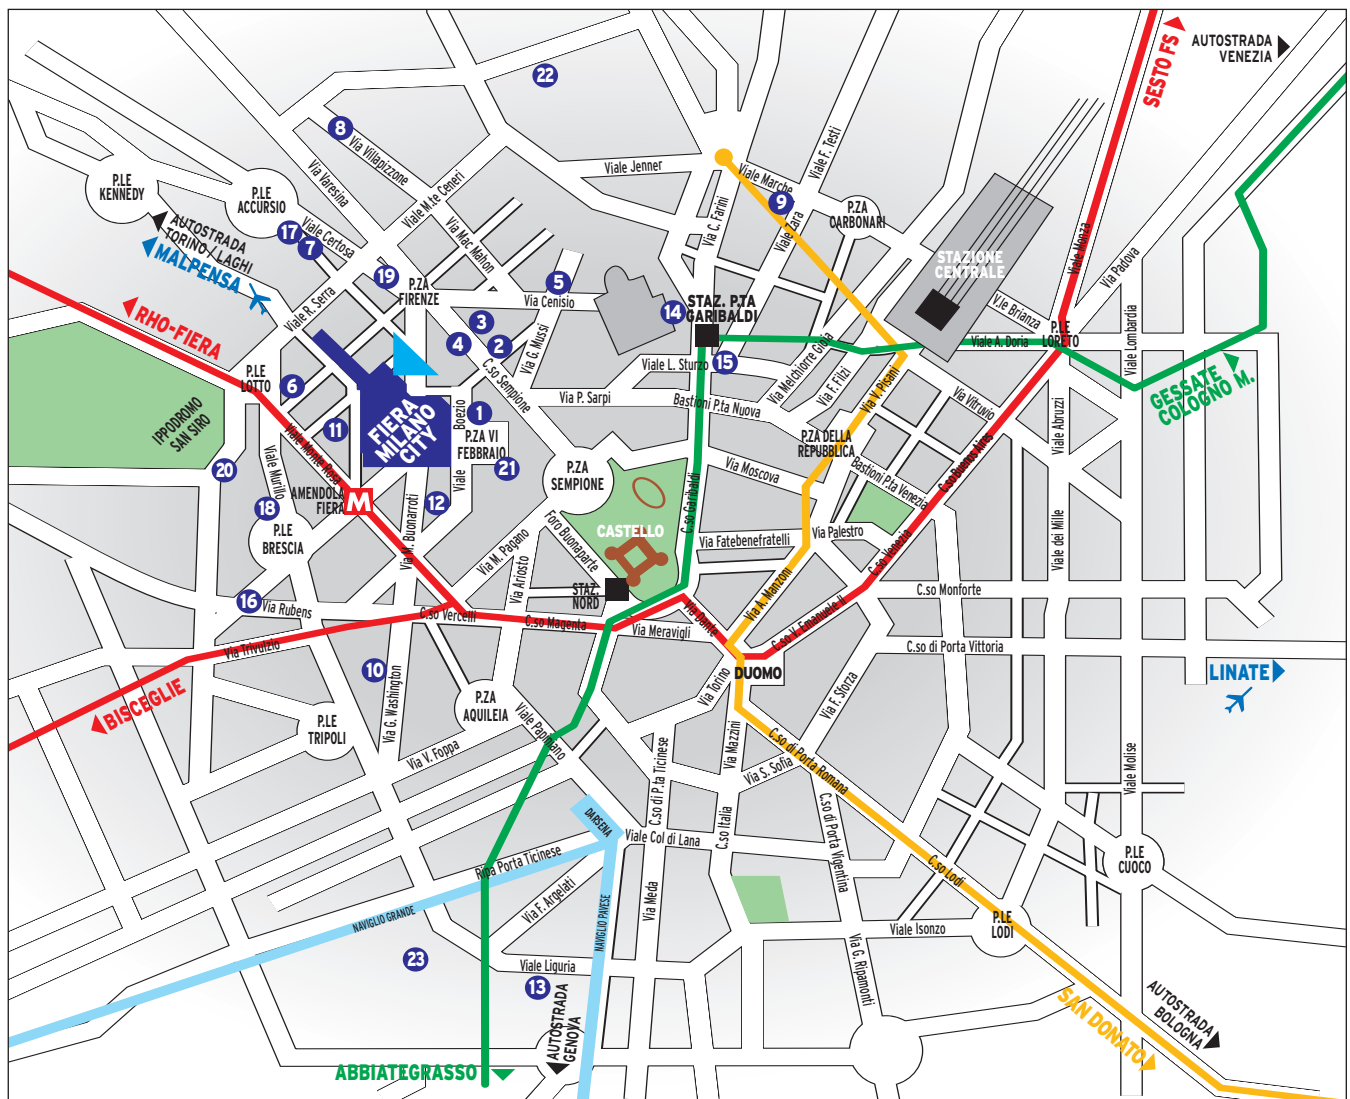 AUTOSTRADA
VENEZIA
SESTO FS
22
8
Via Villapizzone
Via Varesina
Viale M.te Ceneri
Viale Jenner
Viale Marche
Viale F. Testi
9
Viale Zara
Via C. Farini
P.ZA
CARBONARI
P.LE
KENNEDY
P.LE
ACCURSIO
17
7
Viale Certosa
AUTOSTRADA
TORINO / LAGHI
MALPENSA
Via Mac Mahon
19
P.ZA
FIRENZE
5
Via Cenisio
STAZIONE
CENTRALE
Viale Monza
Via Padova
Viale R. Serra
RHO-FIERA
3
4
2
Via G. Mussi
14
STAZ. P.TA
GARIBALDI
V.le Brianza
P.LE
LORETO
Viale A. Doria
Viale Lombardia
Via Melchiorre Gioia
Viale L. Sturzo
15
Via F. Filzi
V. Pisani
Via Vitruvio
GESSATE
COLOGNO M.
P.LE
LOTTO
6
C.so Sempione
Via P. Sarpi
Bastioni P.ta Nuova
IPPODROMO
SAN SIRO
11
FIERA
MILANO
CITY
1
Viale Boezio
P.ZA VI
FEBBRAIO
21
Viale Monte Rosa
P.ZA DELLA
REPUBBLICA
C.so Buenos Aires
Viale Abruzzi
20
Viale Murillo
P.ZA
SEMPIONE
Via Moscova
Bastioni P.ta Venezia
AMENDOLA
FIERA
M
12
18
P.LE
BRESCIA
Via M. Buonarroti
Foro Buonaparte
CASTELLO
C.so Garibaldi
Via Fatebenefratelli
Via Palestro
C.so Venezia
Viale dei Mille
Via M. Pagano
Via Ariosto
STAZ.
NORD
Via A. Manzoni
C.so Monforte
16
Via Rubens
C.so Vercelli
C.so Magenta
Via Meravigli
Via Dante
C.so V. Emanuele II
C.so di Porta Vittoria
Via Trivulzio
DUOMO
LINATE
BISCEGLIE
10
Via G. Washington
P.ZA
AQUILEIA
Via Torino
Via F. Sforza
P.LE
TRIPOLI
Viale Papiniano
Via V. Foppa
C.so di P.ta Ticinese
Via Mazzini
Via S. Sofia
C.so di Porta Romana
Viale Molise
DARSENA
Viale Col di Lana
C.so Italia
C.so di Porta Vigentina
Ripa Porta Ticinese
P.LE
CUOCO
C.so Lodi
Via F. Argelati
NAVIGLIO GRANDE
NAVIGLIO PAVESE
Via Meda
Viale Isonzo
P.LE
LODI
23
Viale Liguria
13
Via G. Ripamonti
AUTOSTRADA
GENOVA
SAN DONATO
AUTOSTRADA
BOLOGNA
ABBIATEGRASSO